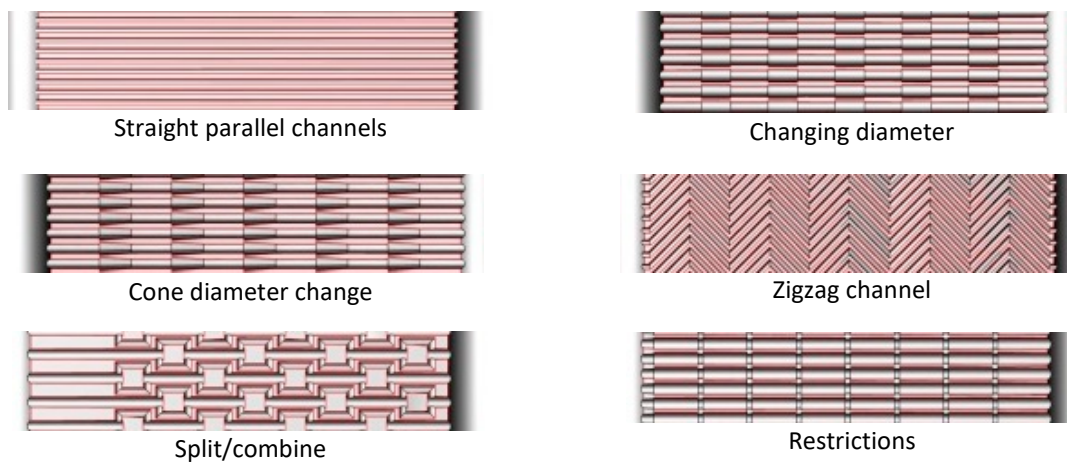 Straight parallel channels
Changing diameter
Cone diameter change
Zigzag channel
Split/combine
Restrictions